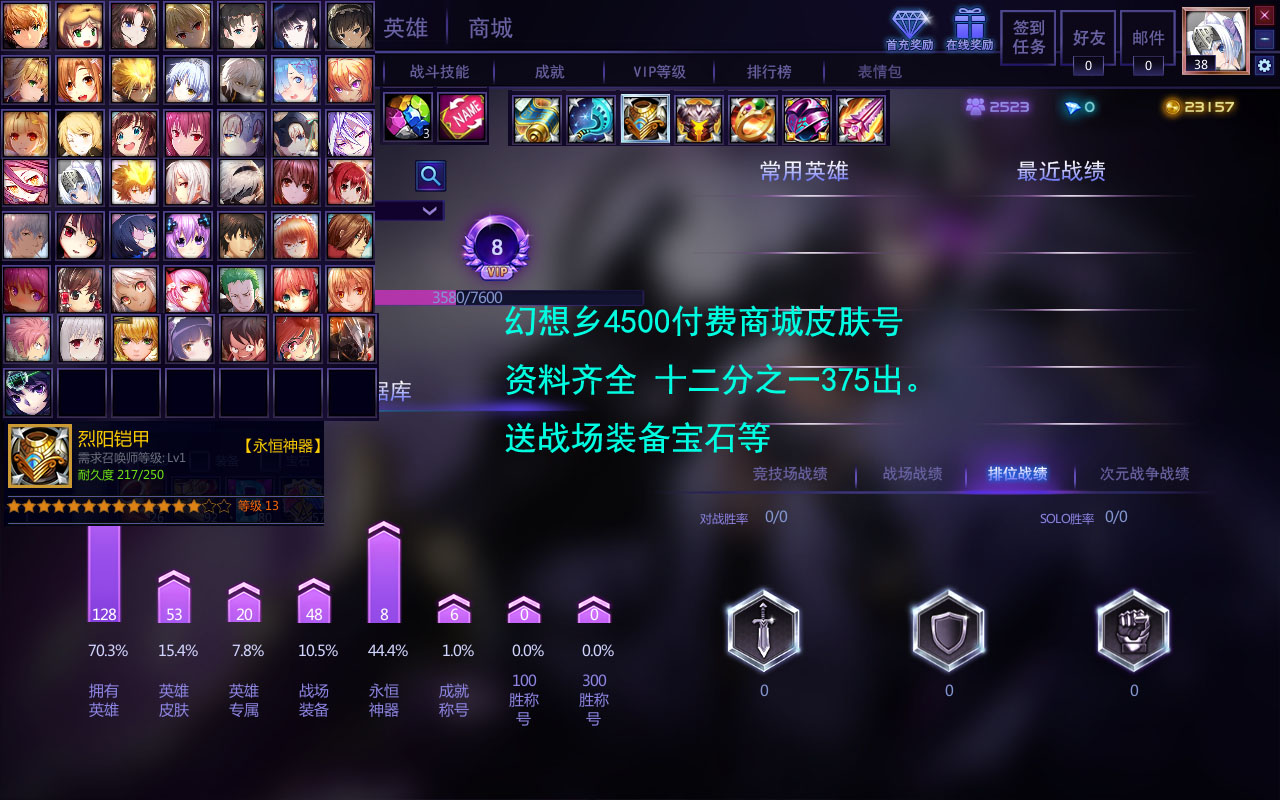 英雄
商城
首充奖励
在线奖励
签到
任务
好友
0
邮件
0
38
战斗技能
成就
VIP等级
排行榜
表情包
3
NAME
2523
0
23157
常用英雄
最近战绩
8
VIP
3580/7600
幻想乡4500付费商城皮肤号
资料齐全 十二分之一375出。
送战场装备宝石等
据库
烈阳铠甲
【永恒神器】
需求召唤师等级: Lv1
耐久度 217/250
等级 13
竞技场战绩
战场战绩
排位战绩
次元战争战绩
对战胜率 0/0
SOLO胜率 0/0
128
53
20
48
8
6
0
0
70.3%
15.4%
7.8%
10.5%
44.4%
1.0%
0.0%
0.0%
拥有
英雄
英雄
皮肤
英雄
专属
战场
装备
永恒
神器
成就
称号
100
胜称
号
300
胜称
号
0
0
0